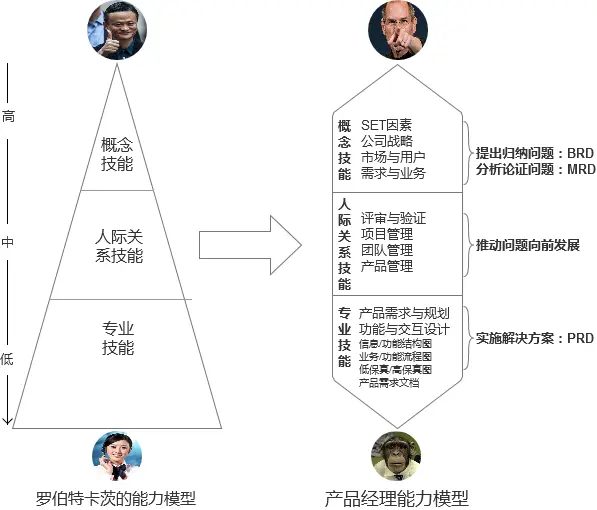 高
中
低
概念
技能
人际关
系技能
专业
技能
罗伯特卡茨的能力模型
概念技能
SET因素
公司战略
市场与用户
需求与业务
提出归纳问题：BRD
分析论证问题：MRD
人际关系技能
评审与验证
项目管理
团队管理
产品管理
推动问题向前发展
专业技能
产品需求与规划
功能与交互设计
信息/功能结构图
业务/功能流程图
低保真/高保真图
产品需求文档
实施解决方案：PRD
产品经理能力模型